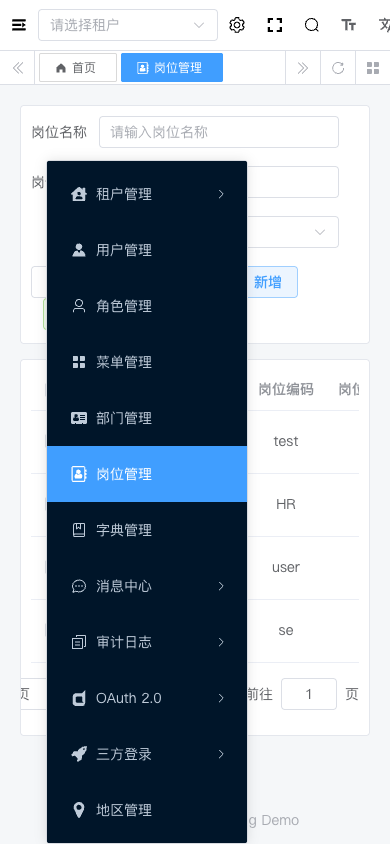 请选择租户
首页
岗位管理
岗位名称
请输入岗位名称
岗
新增
租户管理
用户管理
角色管理
菜单管理
部门管理
岗位管理
字典管理
消息中心
审计日志
OAuth 2.0
三方登录
地区管理
岗位编码
岗位
test
HR
user
se
页
前往
1
页
g Demo